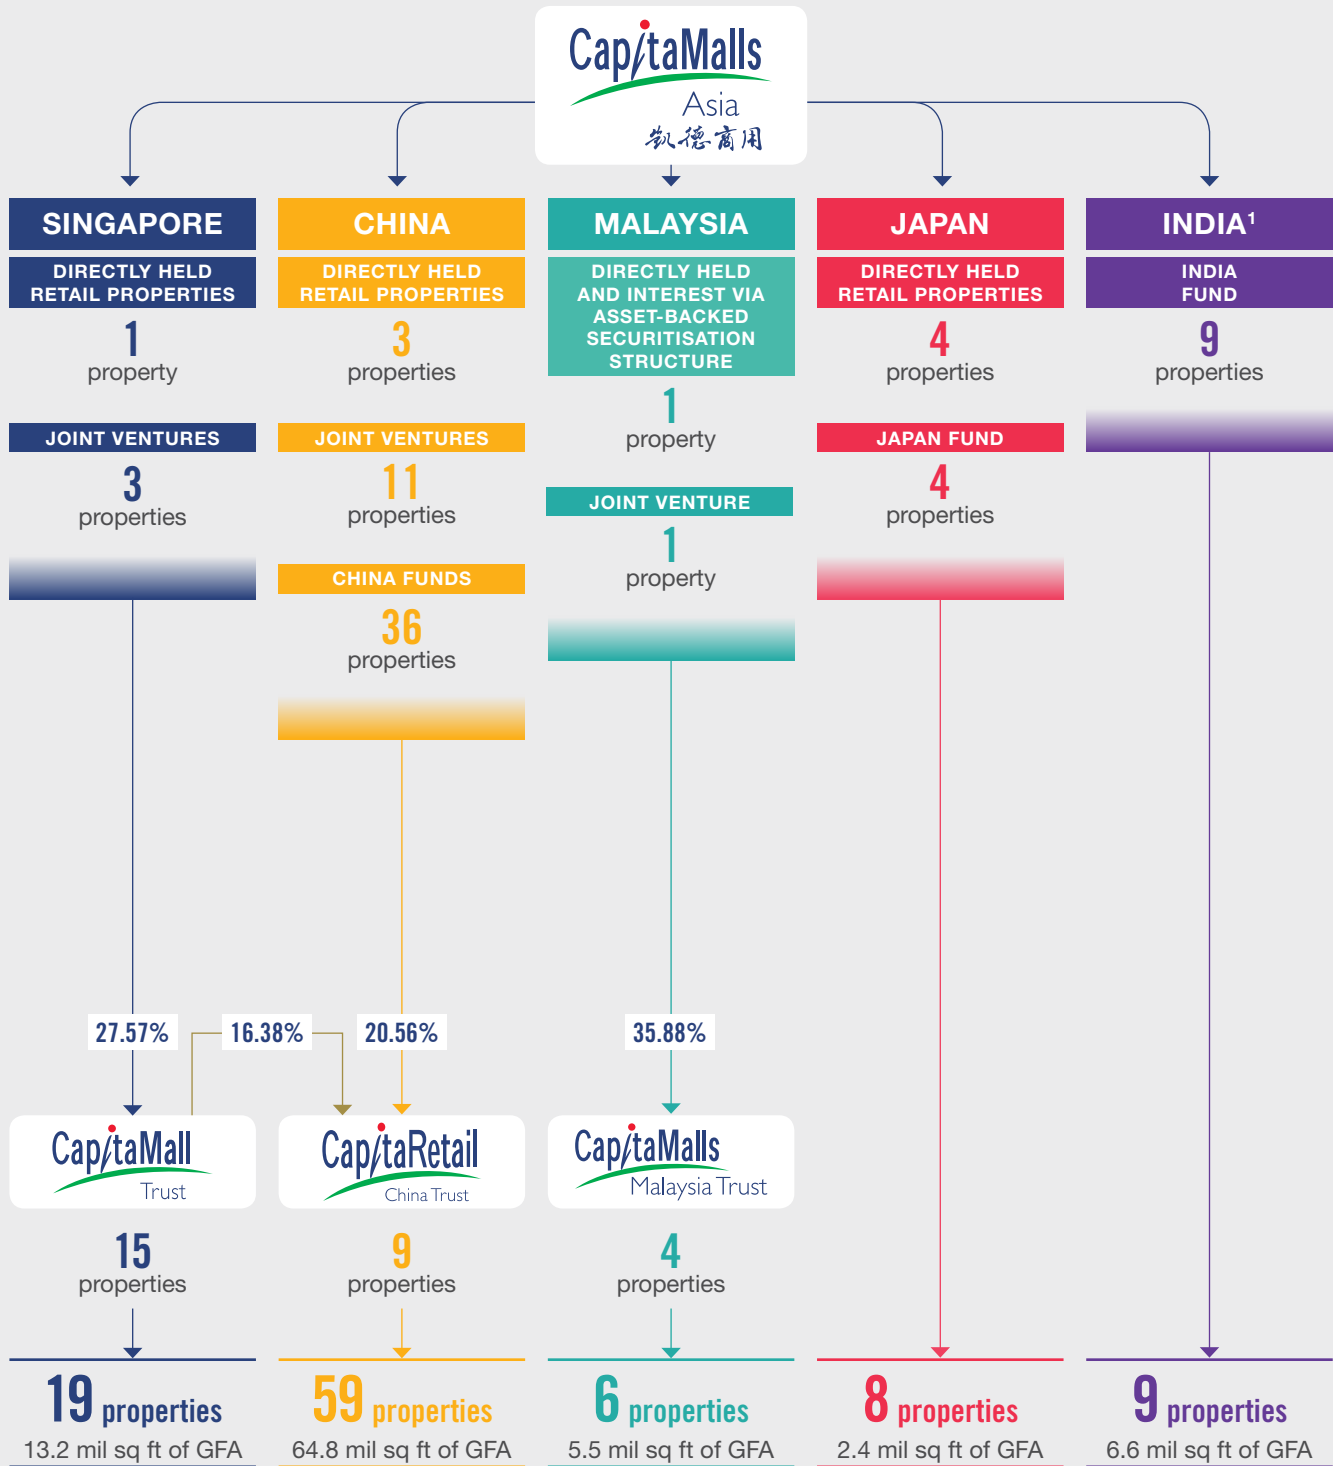 CapitaMalls
Asia
凯德商用
SINGAPORE
DIRECTLY HELD
RETAIL PROPERTIES
1
property
JOINT VENTURES
3
properties
27.57%
CapitaMall
Trust
15
properties
19 properties
13.2 mil sq ft of GFA
CHINA
DIRECTLY HELD
RETAIL PROPERTIES
3
properties
JOINT VENTURES
11
properties
CHINA FUNDS
36
properties
16.38%
20.56%
CapitaRetail
China Trust
9
properties
59 properties
64.8 mil sq ft of GFA
MALAYSIA
DIRECTLY HELD
AND INTEREST VIA
ASSET-BACKED
SECURITISATION
STRUCTURE
1
property
JOINT VENTURE
1
property
35.88%
CapitaMalls
Malaysia Trust
4
properties
6 properties
5.5 mil sq ft of GFA
JAPAN
DIRECTLY HELD
RETAIL PROPERTIES
4
properties
JAPAN FUND
4
properties
8 properties
2.4 mil sq ft of GFA
INDIA¹
INDIA
FUND
9
properties
9 properties
6.6 mil sq ft of GFA